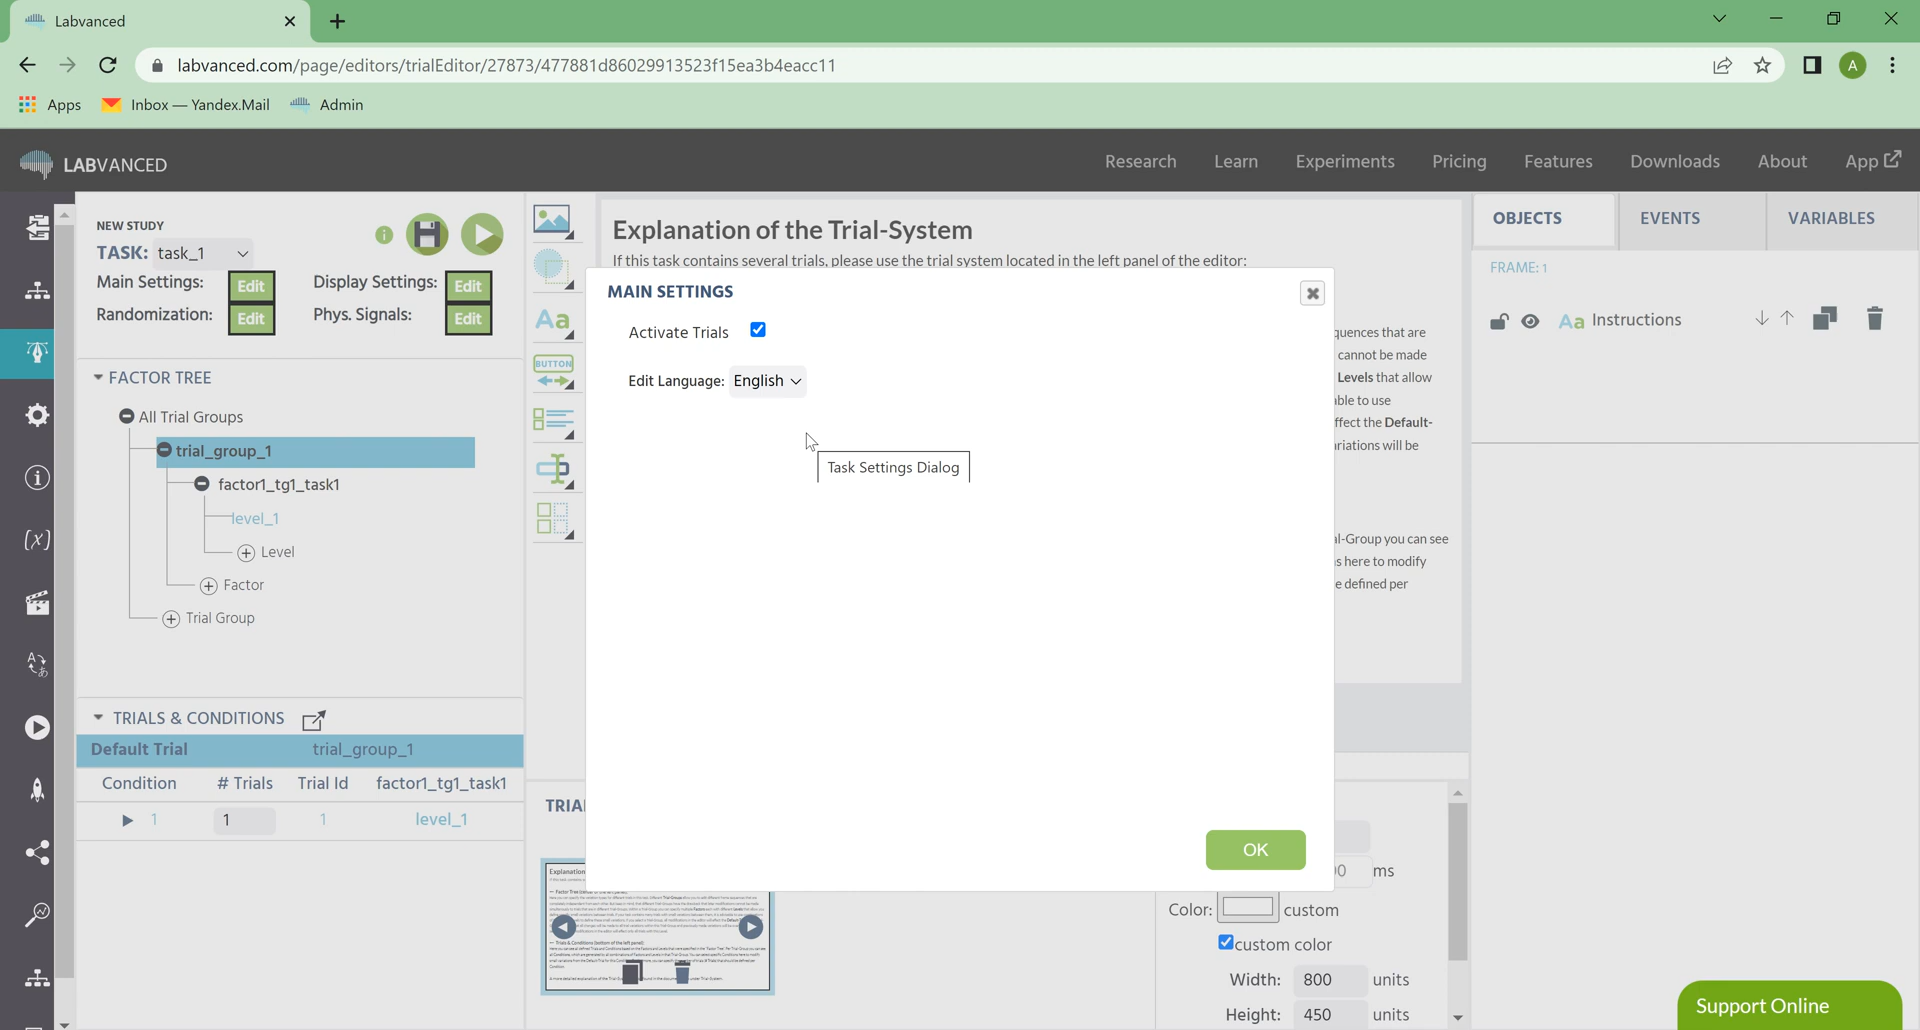 Labvanced
labvanced.com/page/editors/trialEditor/27873/477881d86029913523f15ea3b4eacc11
A
Apps
Inbox — Yandex.Mail
Admin
LABVANCED
Research
Learn
Experiments
Pricing
Features
Downloads
About
App
NEW STUDY
TASK: task_1
Main Settings: Edit
Display Settings: Edit
Randomization: Edit
Phys. Signals: Edit
FACTOR TREE
All Trial Groups
trial_group_1
factor1_tg1_task1
level_1
Level
Factor
Trial Group
TRIALS & CONDITIONS
Default Trial trial_group_1
Condition # Trials Trial Id factor1_tg1_task1
1 1 1 level_1
Aa
BUTTON
Explanation of the Trial-System
If this task contains several trials, please use the trial system located in the left panel of the editor:
MAIN SETTINGS
Activate Trials
Edit Language: English
Task Settings Dialog
OK
quences that are
cannot be made
Levels that allow
ble to use
ffect the Default-
riations will be
l-Group you can see
s here to modify
e defined per
TRIA
Explanation
ms
Color: custom
custom color
Width: 800 units
Height: 450 units
OBJECTS
EVENTS
VARIABLES
FRAME: 1
Aa Instructions
Support Online